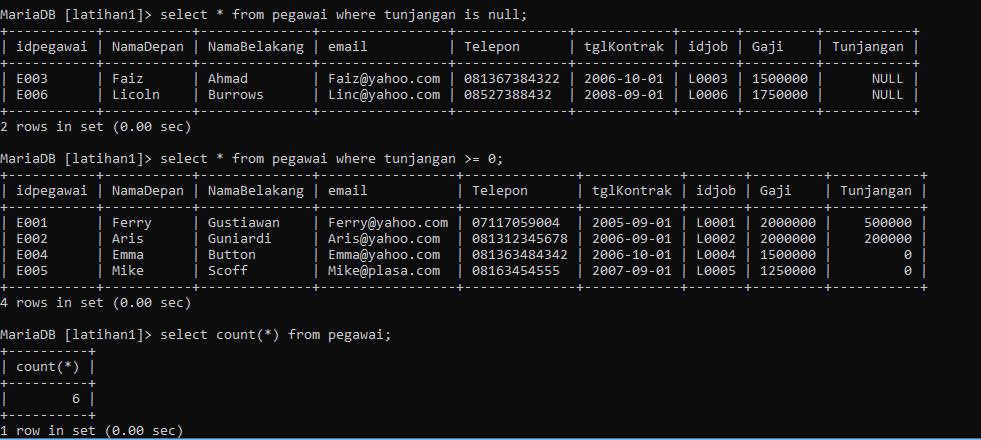 MariaDB [latihan1]> select * from pegawai where tunjangan is null;
+-----------+-----------+--------------+----------------+--------------+------------+-------+---------+-----------+
| idpegawai | NamaDepan | NamaBelakang | email          | Telepon      | tglKontrak | idjob | Gaji    | Tunjangan |
+-----------+-----------+--------------+----------------+--------------+------------+-------+---------+-----------+
| E003      | Faiz      | Ahmad        | Faiz@yahoo.com | 081367384322 | 2006-10-01 | L0003 | 1500000 |      NULL |
| E006      | Licoln    | Burrows      | Linc@yahoo.com | 08527388432  | 2008-09-01 | L0006 | 1750000 |      NULL |
+-----------+-----------+--------------+----------------+--------------+------------+-------+---------+-----------+
2 rows in set (0.00 sec)
MariaDB [latihan1]> select * from pegawai where tunjangan >= 0;
+-----------+-----------+--------------+-----------------+--------------+------------+-------+---------+-----------+
| idpegawai | NamaDepan | NamaBelakang | email           | Telepon      | tglKontrak | idjob | Gaji    | Tunjangan |
+-----------+-----------+--------------+-----------------+--------------+------------+-------+---------+-----------+
| E001      | Ferry     | Gustiawan    | Ferry@yahoo.com | 07117059004  | 2005-09-01 | L0001 | 2000000 |    500000 |
| E002      | Aris      | Guniardi     | Aris@yahoo.com  | 081312345678 | 2006-09-01 | L0002 | 2000000 |    200000 |
| E004      | Emma      | Button       | Emma@yahoo.com  | 081363484342 | 2006-10-01 | L0004 | 1500000 |         0 |
| E005      | Mike      | Scoff        | Mike@plasa.com  | 08163454555  | 2007-09-01 | L0005 | 1250000 |         0 |
+-----------+-----------+--------------+-----------------+--------------+------------+-------+---------+-----------+
4 rows in set (0.00 sec)
MariaDB [latihan1]> select count(*) from pegawai;
+----------+
| count(*) |
+----------+
|        6 |
+----------+
1 row in set (0.00 sec)